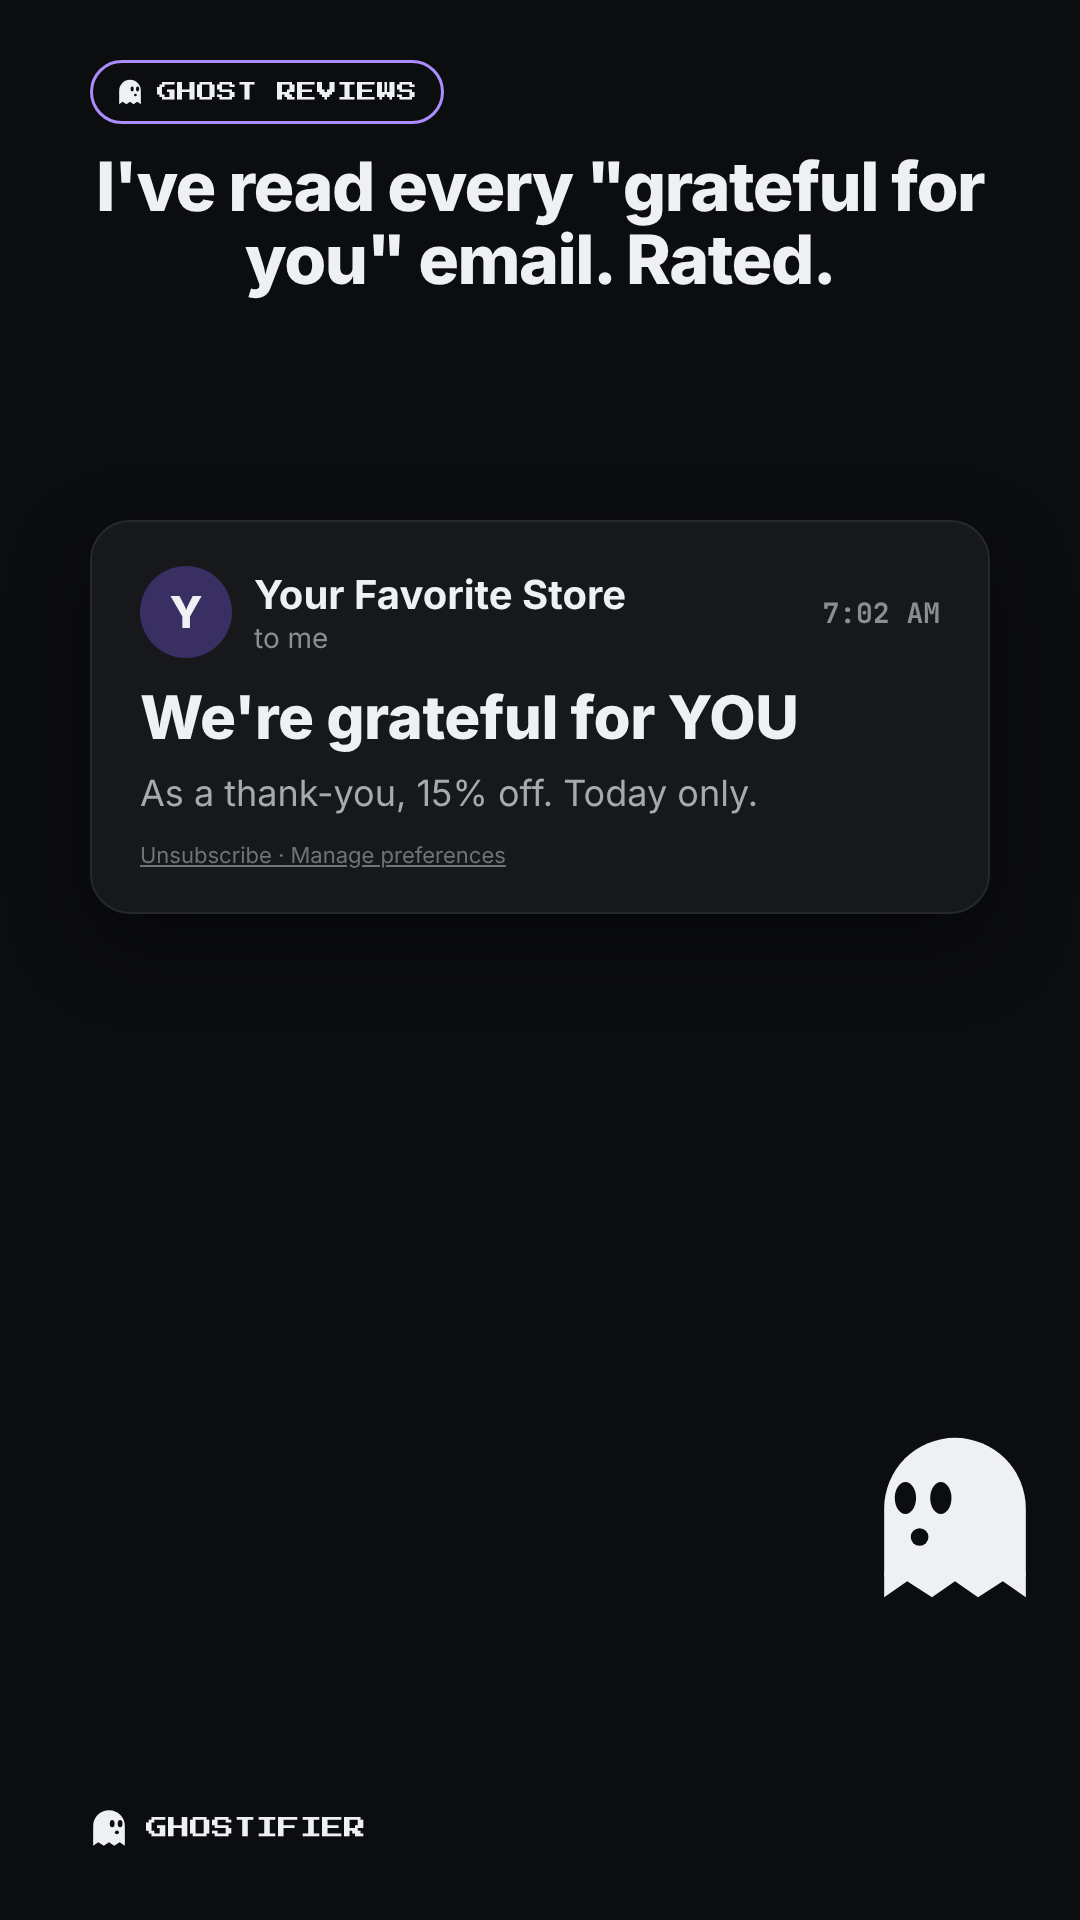 GHOST REVIEWS
I've read every "grateful for
you" email. Rated.
Y
Your Favorite Store
to me
7:02 AM
We're grateful for YOU
As a thank-you, 15% off. Today only.
Unsubscribe · Manage preferences
GHOSTIFIER